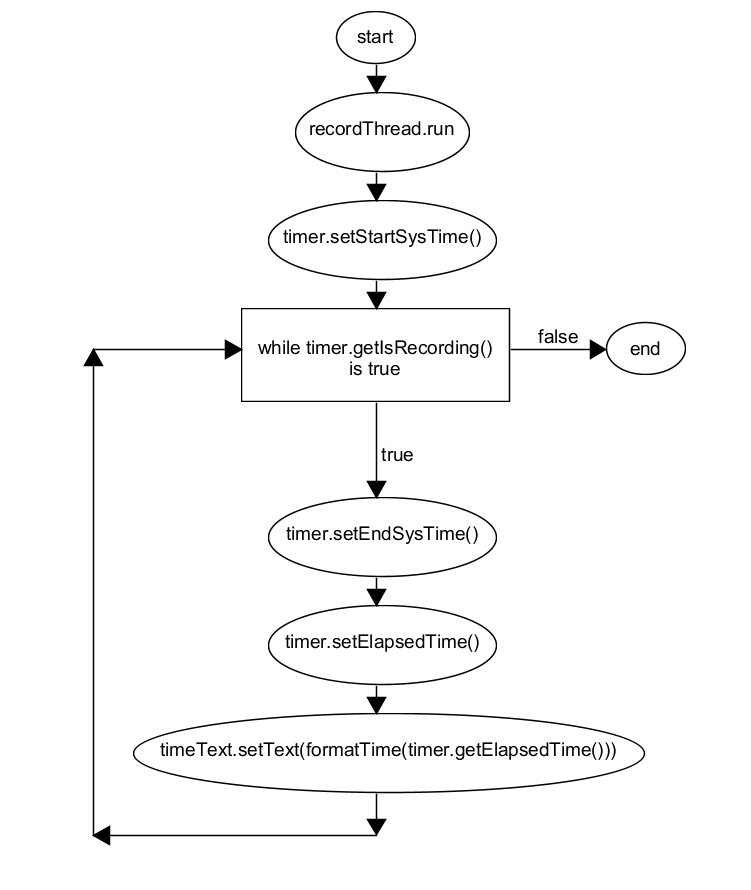 start
recordThread.run
timer.setStartSysTime()
while timer.getIsRecording()
is true
false
end
true
timer.setEndSysTime()
timer.setElapsedTime()
timeText.setText(formatTime(timer.getElapsedTime()))